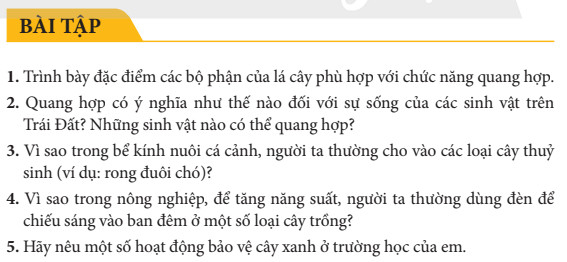 BÀI TẬP
1. Trình bày đặc điểm các bộ phận của lá cây phù hợp với chức năng quang hợp.
2. Quang hợp có ý nghĩa như thế nào đối với sự sống của các sinh vật trên
Trái Đất? Những sinh vật nào có thể quang hợp?
3. Vì sao trong bể kính nuôi cá cảnh, người ta thường cho vào các loại cây thuỷ
sinh (ví dụ: rong đuôi chó)?
4. Vì sao trong nông nghiệp, để tăng năng suất, người ta thường dùng đèn để
chiếu sáng vào ban đêm ở một số loại cây trồng?
5. Hãy nêu một số hoạt động bảo vệ cây xanh ở trường học của em.